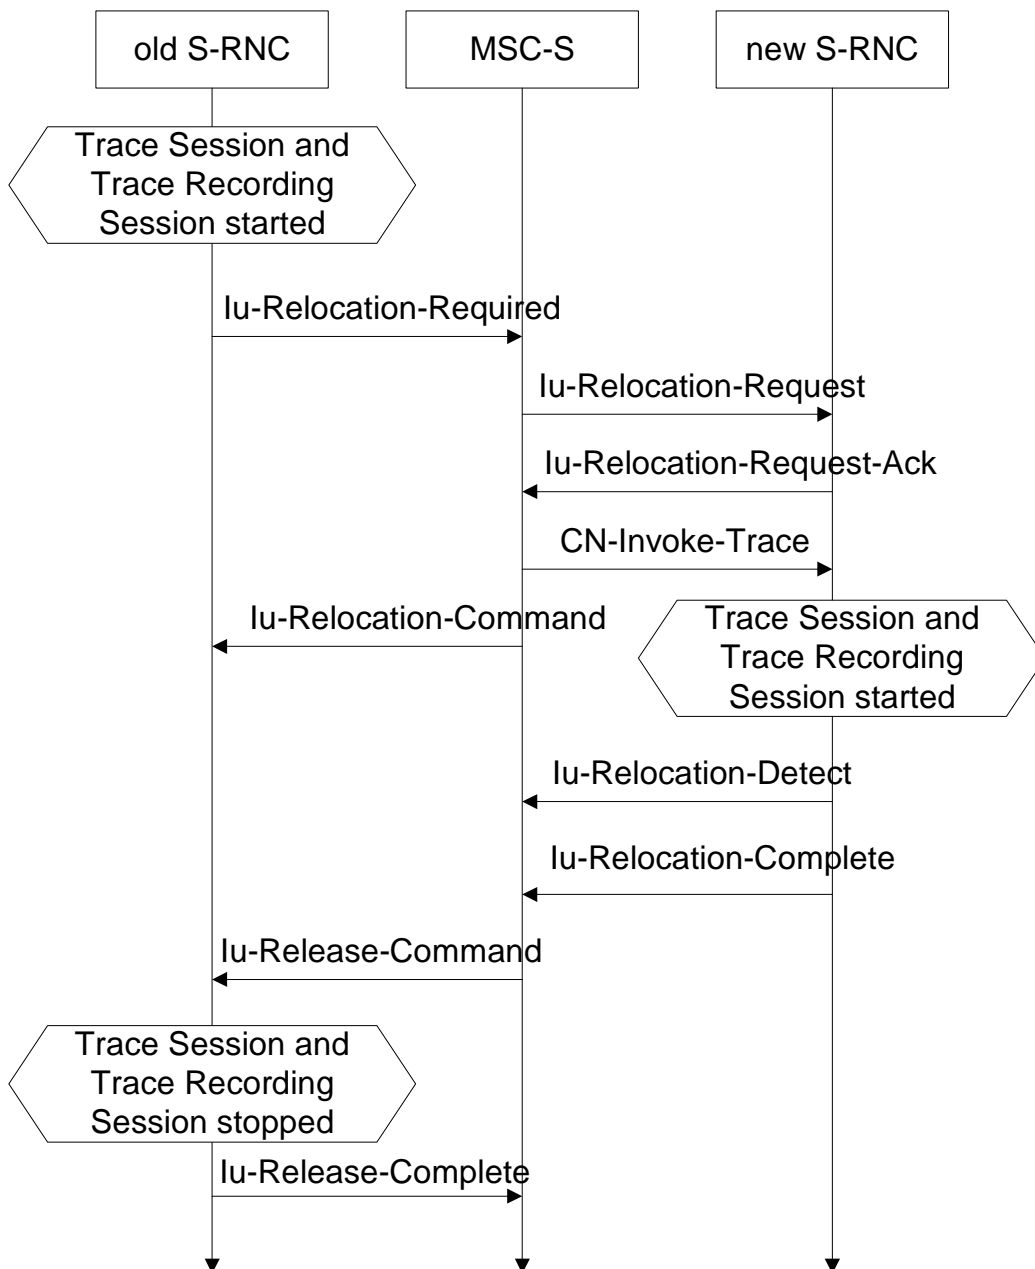 old S-RNC
MSC-S
new S-RNC
Trace Session and
Trace Recording
Session started
Iu-Relocation-Required
Iu-Relocation-Request
Iu-Relocation-Request-Ack
CN-Invoke-Trace
Iu-Relocation-Command
Trace Session and
Trace Recording
Session started
Iu-Relocation-Detect
Iu-Relocation-Complete
Iu-Release-Command
Trace Session and
Trace Recording
Session stopped
Iu-Release-Complete